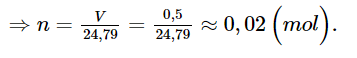 ⇒ n = V/24,79 = 0,5/24,79 ≈ 0,02 (mol).